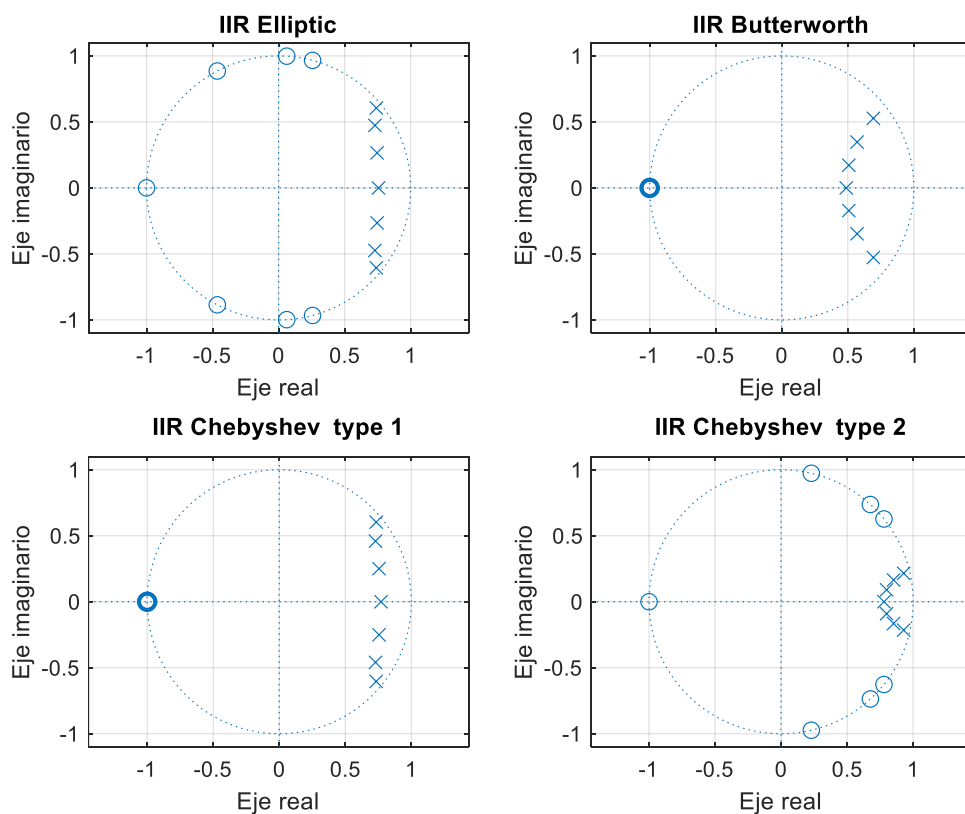 IIR Elliptic
1
0.5
0
-0.5
-1
Eje imaginario
-1 -0.5 0 0.5 1
Eje real
IIR Butterworth
1
0.5
0
-0.5
-1
Eje imaginario
-1 -0.5 0 0.5 1
Eje real
IIR Chebyshev  type 1
1
0.5
0
-0.5
-1
Eje imaginario
-1 -0.5 0 0.5 1
Eje real
IIR Chebyshev  type 2
1
0.5
0
-0.5
-1
Eje imaginario
-1 -0.5 0 0.5 1
Eje real